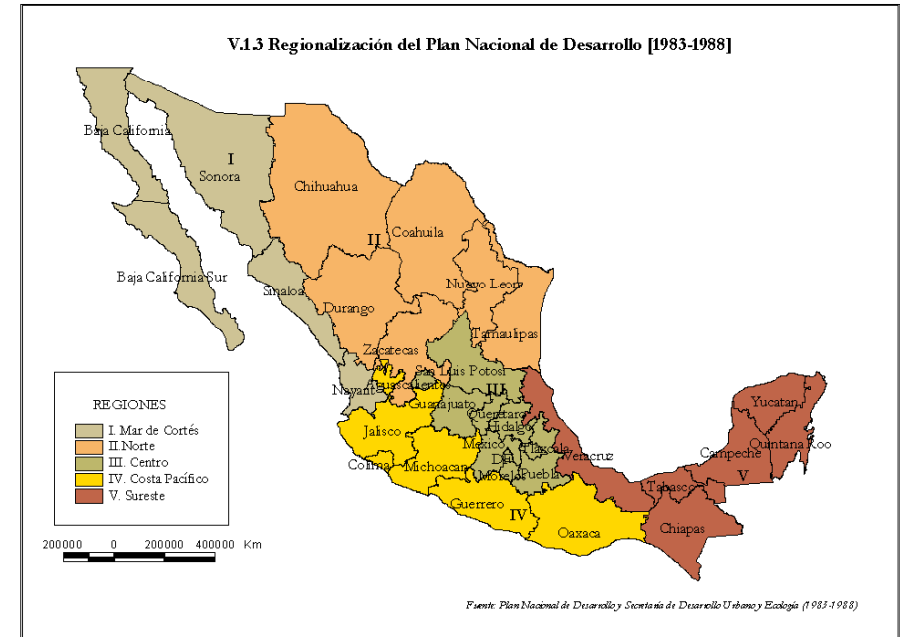 V.1.3 Regionalización del Plan Nacional de Desarrollo [1983-1988]
Baja California
I
Sonora
Chihuahua
II
Coahuila
Baja California Sur
Sinaloa
Nuevo Leon
Durango
Tamaulipas
Zacatecas
San Luis Potosi
Aguascalientes
Nayarit
III
Guanajuato
Queretaro
Hidalgo
Jalisco
Mexico
Tlaxcala
Veracruz
Colima
Michoacan
Morelos
Puebla
Yucatan
Quintana Roo
Campeche
V
Tabasco
Guerrero
IV
Oaxaca
Chiapas
REGIONES
I. Mar de Cortés
II.Norte
III. Centro
IV. Costa Pacífico
V. Sureste
200000 0 200000 400000 Km
Fuente: Plan Nacional de Desarrollo y Secretaría de Desarrollo Urbano y Ecología (1983-1988)